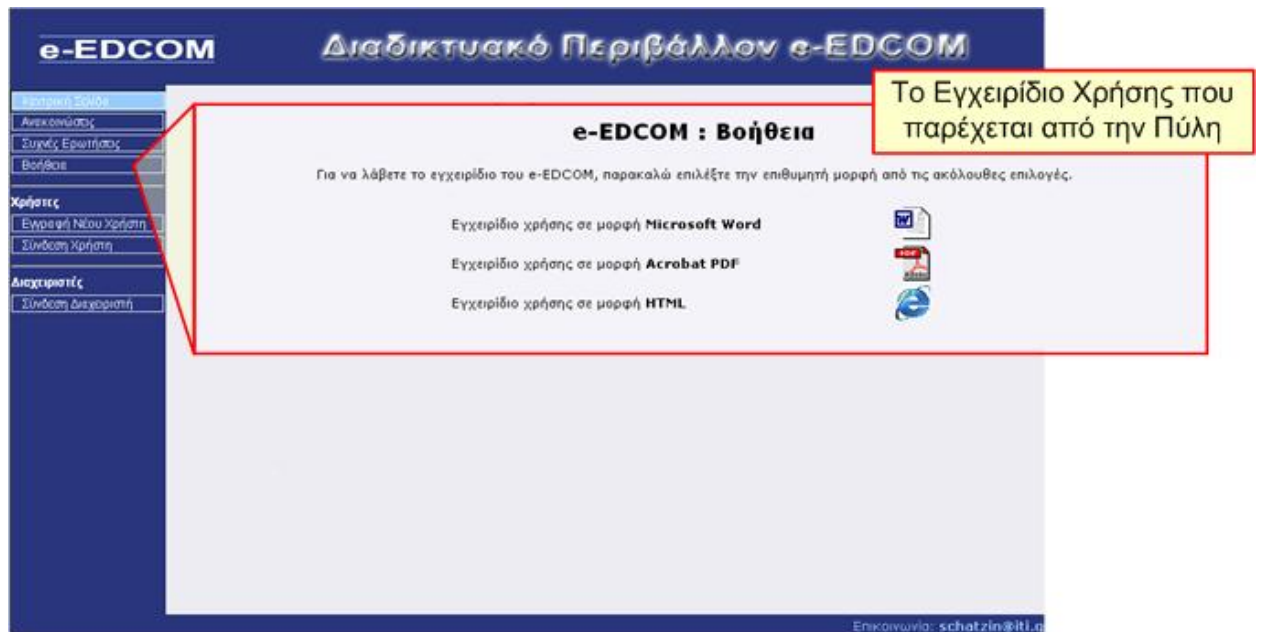 e-EDCOM
Διαδικτυακό Περιβάλλον e-EDCOM
Το Εγχειρίδιο Χρήσης που
παρέχεται από την Πύλη
Κεντρική Σελίδα
Ανακοινώσεις
Συχνές Ερωτήσεις
Βοήθεια
Χρήστες
Εγγραφή Νέου Χρήστη
Σύνδεση Χρήστη
Διαχειριστές
Σύνδεση Διαχειριστή
e-EDCOM : Βοήθεια
Για να λάβετε το εγχειρίδιο του e-EDCOM, παρακαλώ επιλέξτε την επιθυμητή μορφή από τις ακόλουθες επιλογές.
Εγχειρίδιο χρήσης σε μορφή Microsoft Word
Εγχειρίδιο χρήσης σε μορφή Acrobat PDF
Εγχειρίδιο χρήσης σε μορφή HTML
Επικοινωνία: schatzin@iti.g